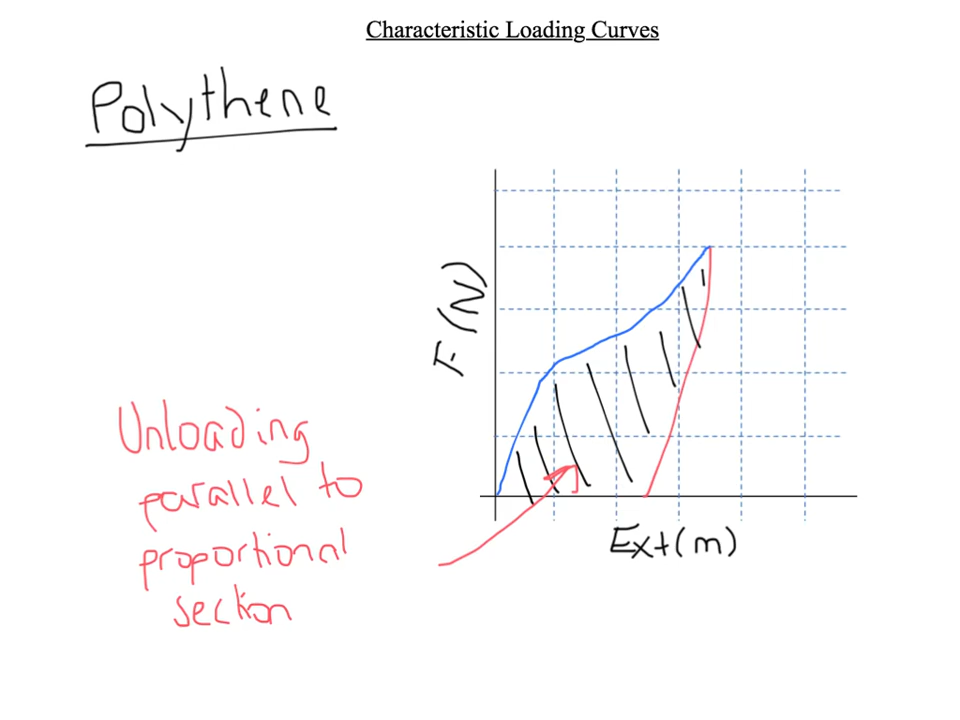 Characteristic Loading Curves
Polythene
F (N)
Unloading
parallel to
proportional
section
Ext (m)